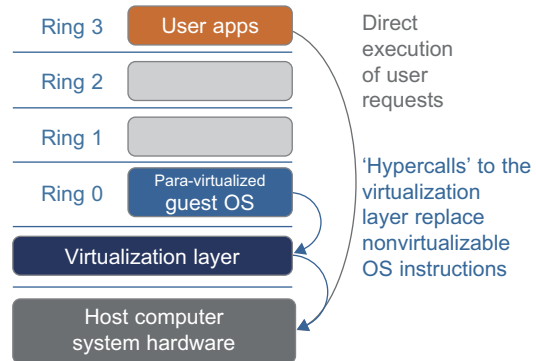 Ring 3
User apps
Direct
execution
of user
requests
Ring 2
Ring 1
Ring 0
Para-virtualized
guest OS
'Hypercalls' to the
virtualization
layer replace
nonvirtualizable
OS instructions
Virtualization layer
Host computer
system hardware